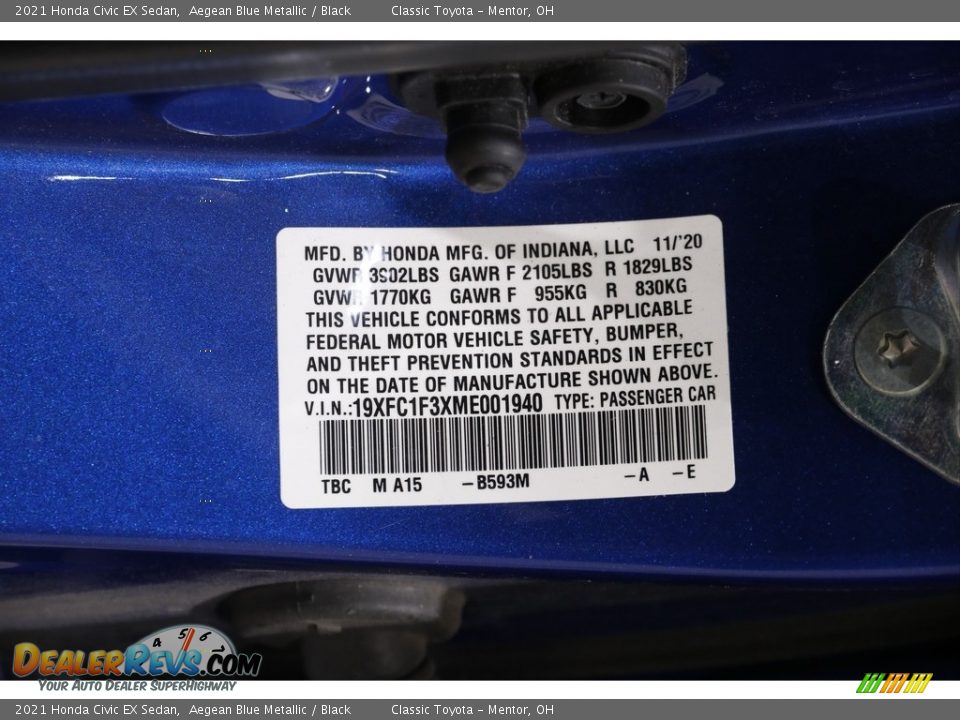 2021 Honda Civic EX Sedan, Aegean Blue Metallic / Black Classic Toyota - Mentor, OH
MFD. BY HONDA MFG. OF INDIANA, LLC 11/'20
GVWR 3902LBS GAWR F 2105LBS R 1829LBS
GVWR 1770KG GAWR F 955KG R 830KG
THIS VEHICLE CONFORMS TO ALL APPLICABLE
FEDERAL MOTOR VEHICLE SAFETY, BUMPER,
AND THEFT PREVENTION STANDARDS IN EFFECT
ON THE DATE OF MANUFACTURE SHOWN ABOVE.
V.I.N.:19XFC1F3XME001940 TYPE: PASSENGER CAR
TBC M A15 -B593M -A -E
4 5 6
DEALERREVS.COM
YOUR AUTO DEALER SUPERHIGHWAY
2021 Honda Civic EX Sedan, Aegean Blue Metallic / Black Classic Toyota - Mentor, OH